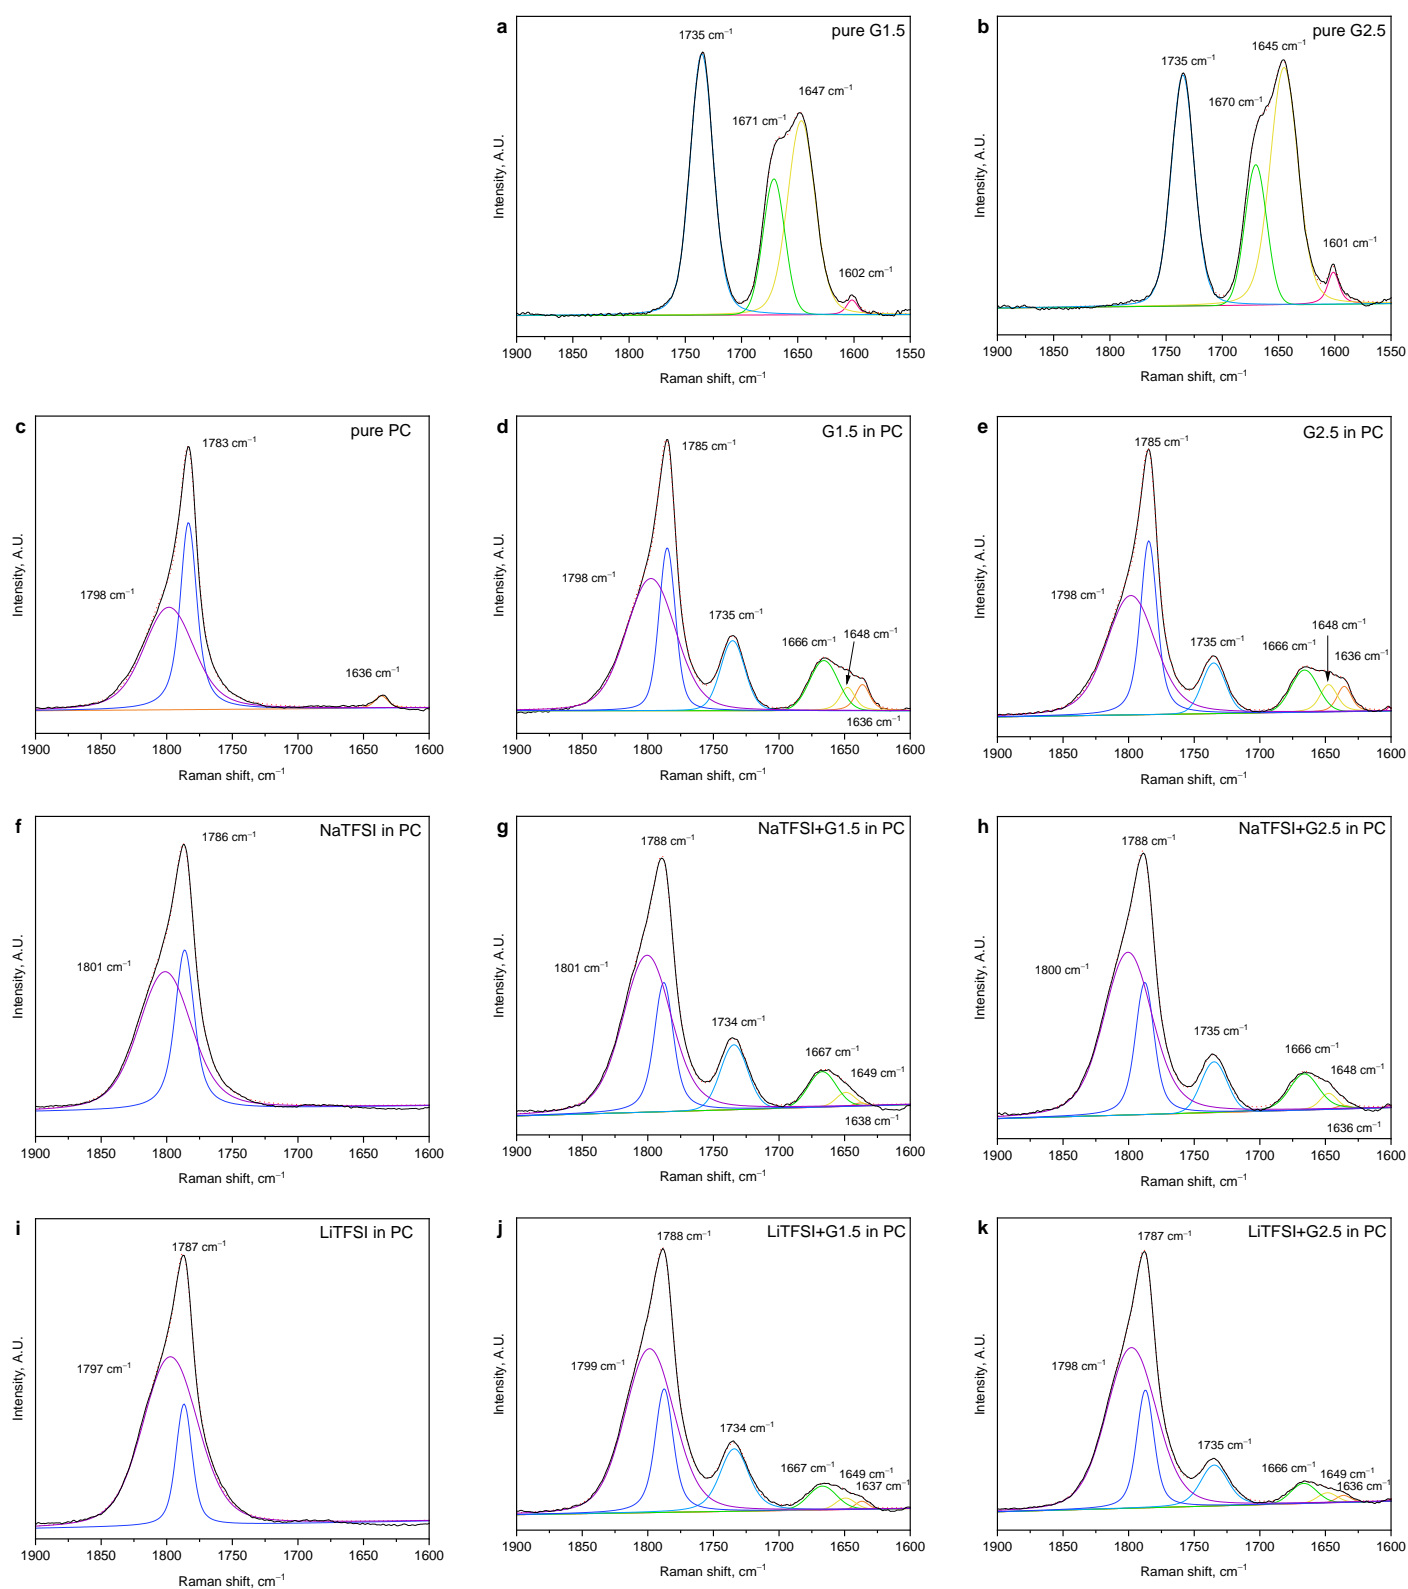 a
pure G1.5
1735 cm⁻¹
1647 cm⁻¹
1671 cm⁻¹
1602 cm⁻¹
Intensity, A.U.
1900 1850 1800 1750 1700 1650 1600 1550
Raman shift, cm⁻¹
b
pure G2.5
1735 cm⁻¹
1645 cm⁻¹
1670 cm⁻¹
1601 cm⁻¹
Intensity, A.U.
1900 1850 1800 1750 1700 1650 1600 1550
Raman shift, cm⁻¹
c
pure PC
1783 cm⁻¹
1798 cm⁻¹
1636 cm⁻¹
Intensity, A.U.
1900 1850 1800 1750 1700 1650 1600
Raman shift, cm⁻¹
d
G1.5 in PC
1785 cm⁻¹
1798 cm⁻¹
1735 cm⁻¹
1666 cm⁻¹
1648 cm⁻¹
1636 cm⁻¹
Intensity, A.U.
1900 1850 1800 1750 1700 1650 1600
Raman shift, cm⁻¹
e
G2.5 in PC
1785 cm⁻¹
1798 cm⁻¹
1735 cm⁻¹
1666 cm⁻¹
1648 cm⁻¹
1636 cm⁻¹
Intensity, A.U.
1900 1850 1800 1750 1700 1650 1600
Raman shift, cm⁻¹
f
NaTFSI in PC
1786 cm⁻¹
1801 cm⁻¹
Intensity, A.U.
1900 1850 1800 1750 1700 1650 1600
Raman shift, cm⁻¹
g
NaTFSI+G1.5 in PC
1788 cm⁻¹
1801 cm⁻¹
1734 cm⁻¹
1667 cm⁻¹
1649 cm⁻¹
1638 cm⁻¹
Intensity, A.U.
1900 1850 1800 1750 1700 1650 1600
Raman shift, cm⁻¹
h
NaTFSI+G2.5 in PC
1788 cm⁻¹
1800 cm⁻¹
1735 cm⁻¹
1666 cm⁻¹
1648 cm⁻¹
1636 cm⁻¹
Intensity, A.U.
1900 1850 1800 1750 1700 1650 1600
Raman shift, cm⁻¹
i
LiTFSI in PC
1787 cm⁻¹
1797 cm⁻¹
Intensity, A.U.
1900 1850 1800 1750 1700 1650 1600
Raman shift, cm⁻¹
j
LiTFSI+G1.5 in PC
1788 cm⁻¹
1799 cm⁻¹
1734 cm⁻¹
1667 cm⁻¹
1649 cm⁻¹
1637 cm⁻¹
Intensity, A.U.
1900 1850 1800 1750 1700 1650 1600
Raman shift, cm⁻¹
k
LiTFSI+G2.5 in PC
1787 cm⁻¹
1798 cm⁻¹
1735 cm⁻¹
1666 cm⁻¹
1649 cm⁻¹
1636 cm⁻¹
Intensity, A.U.
1900 1850 1800 1750 1700 1650 1600
Raman shift, cm⁻¹